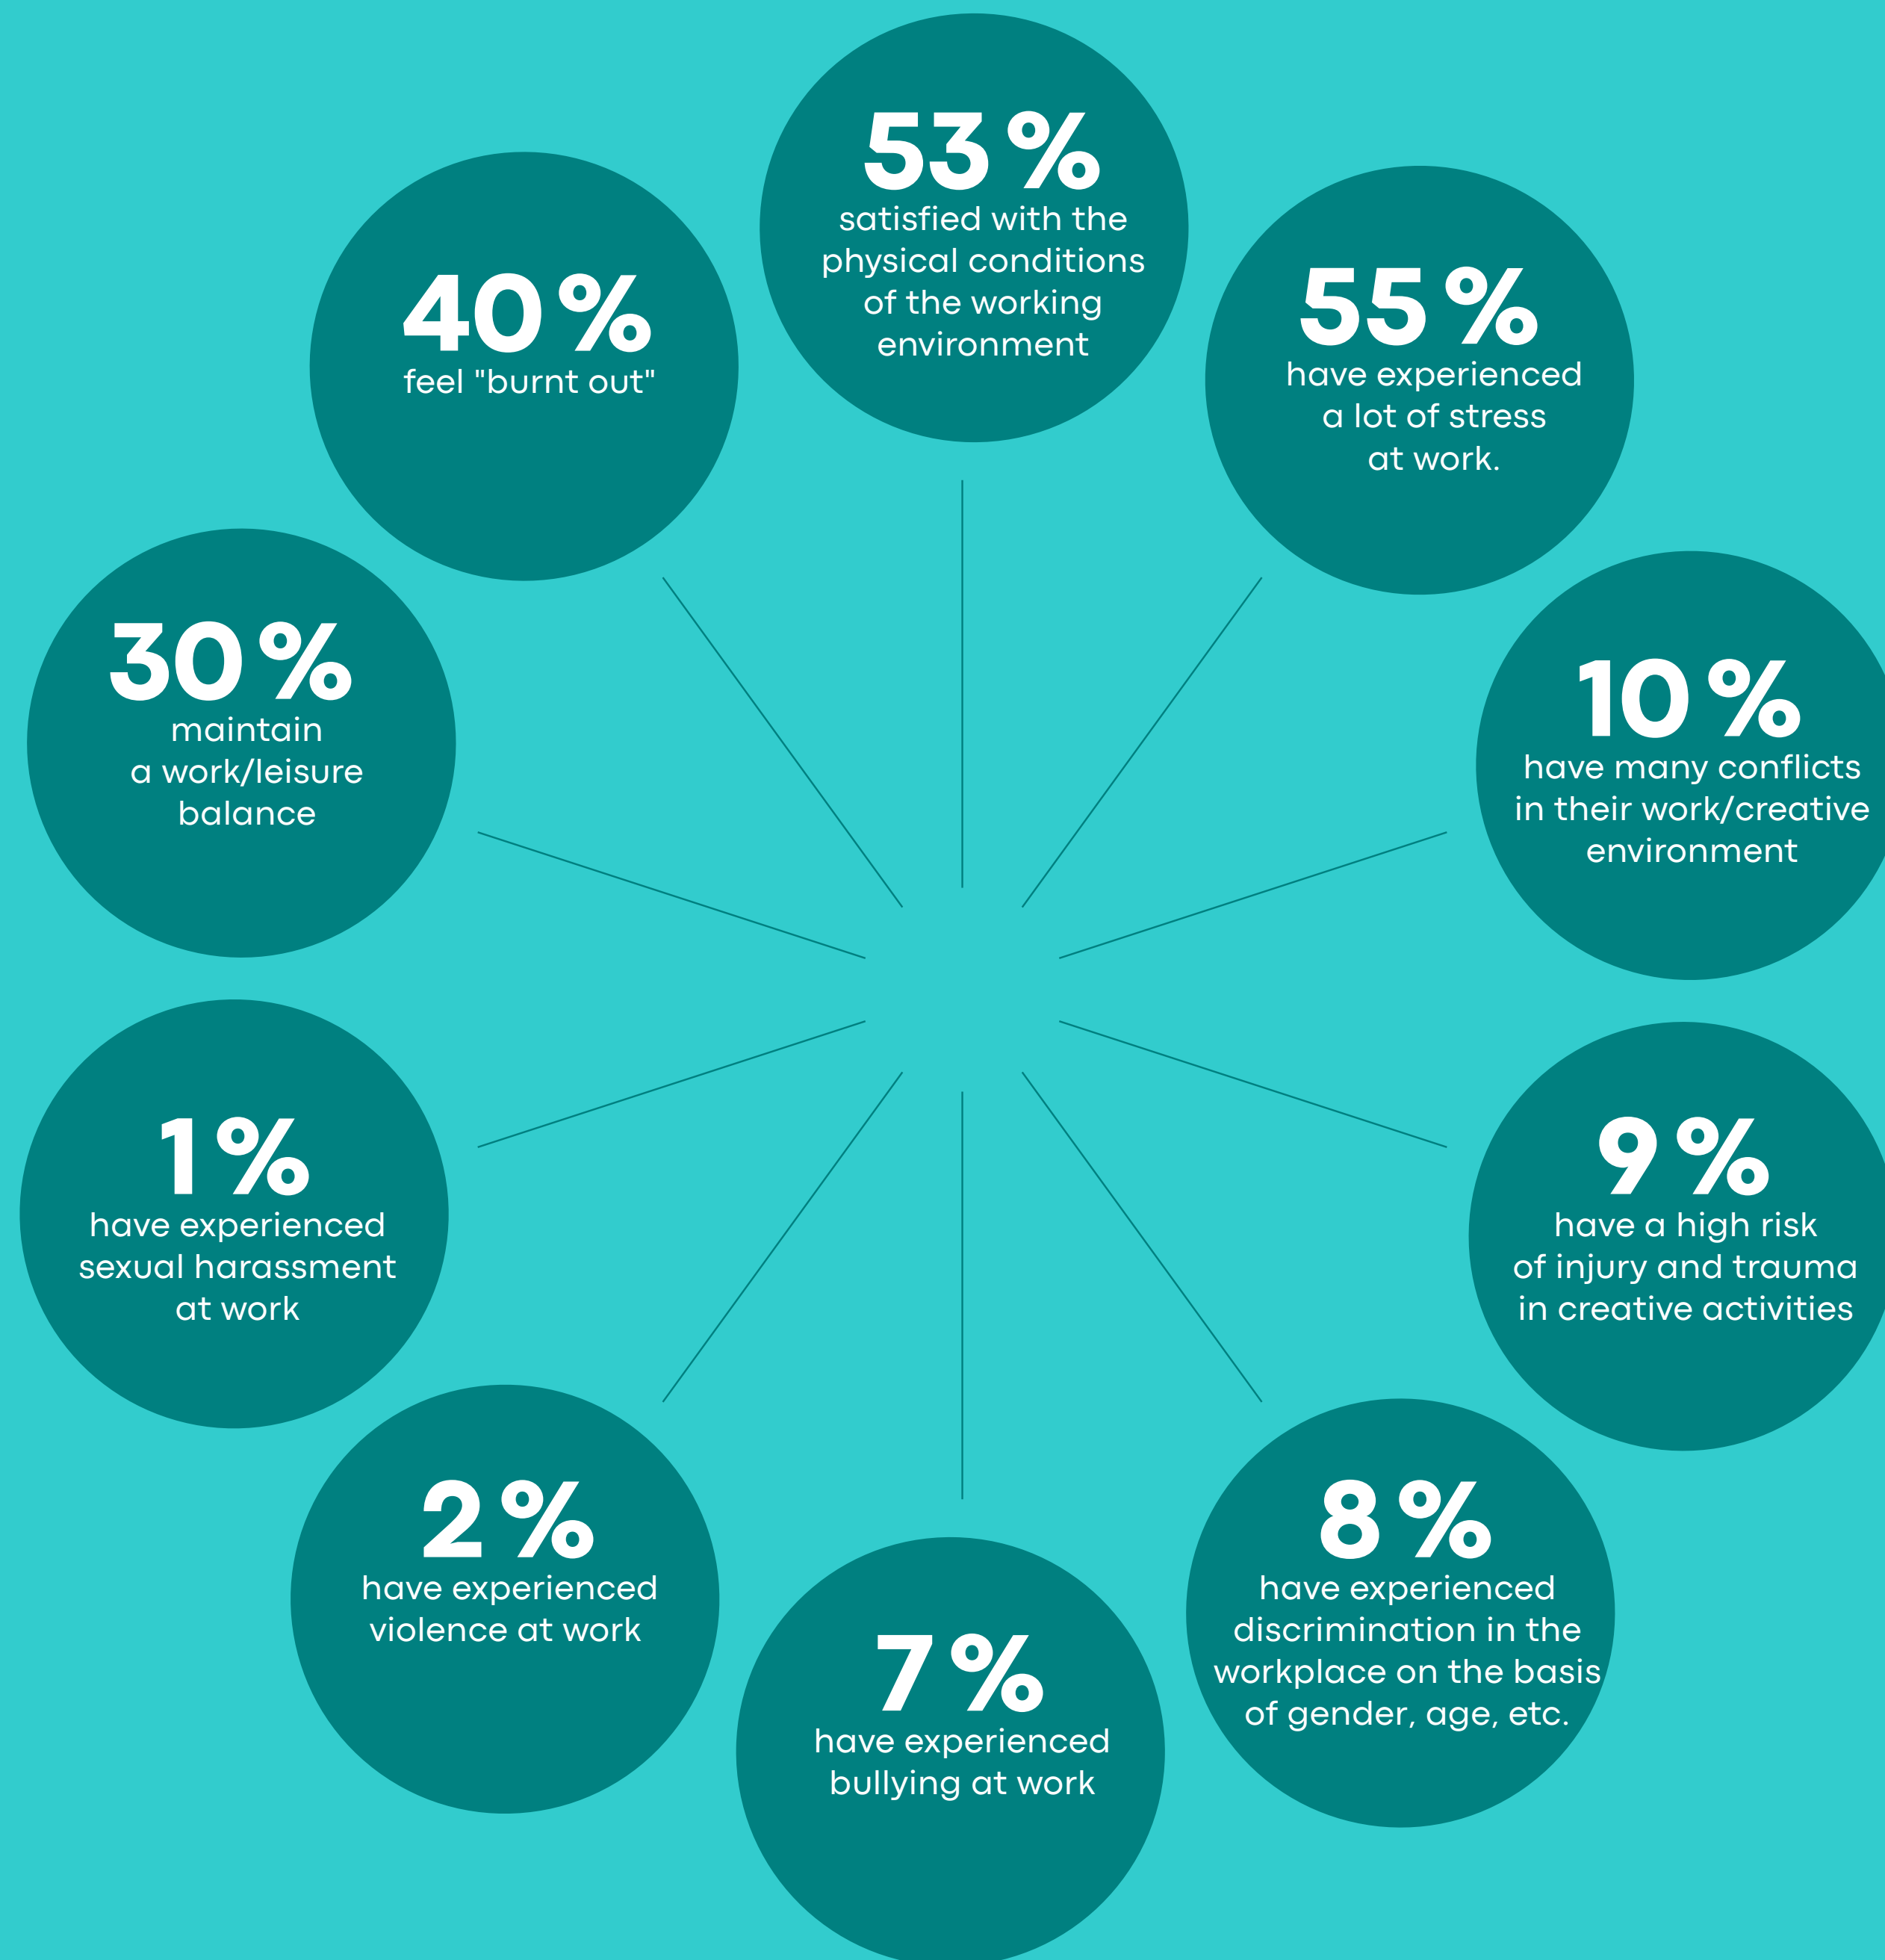 53 %
satisfied with the
physical conditions
of the working
environment
55 %
have experienced
a lot of stress
at work.
10 %
have many conflicts
in their work/creative
environment
9 %
have a high risk
of injury and trauma
in creative activities
8 %
have experienced
discrimination in the
workplace on the basis
of gender, age, etc.
7 %
have experienced
bullying at work
2 %
have experienced
violence at work
1 %
have experienced
sexual harassment
at work
30 %
maintain
a work/leisure
balance
40 %
feel "burnt out"